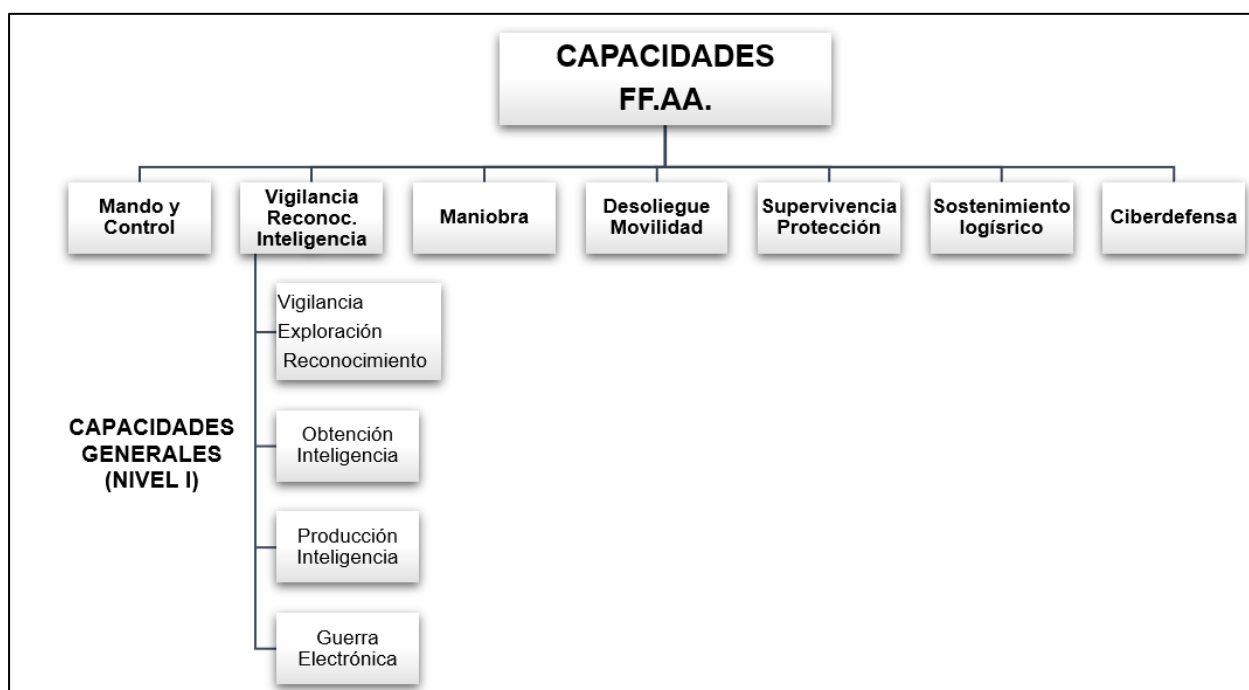 CAPACIDADES
FF.AA.
Mando y
Control
Vigilancia
Reconoc.
Inteligencia
Maniobra
Desoliegue
Movilidad
Supervivencia
Protección
Sostenimiento
logísrico
Ciberdefensa
Vigilancia
Exploración
Reconocimiento
CAPACIDADES
GENERALES
(NIVEL I)
Obtención
Inteligencia
Producción
Inteligencia
Guerra
Electrónica